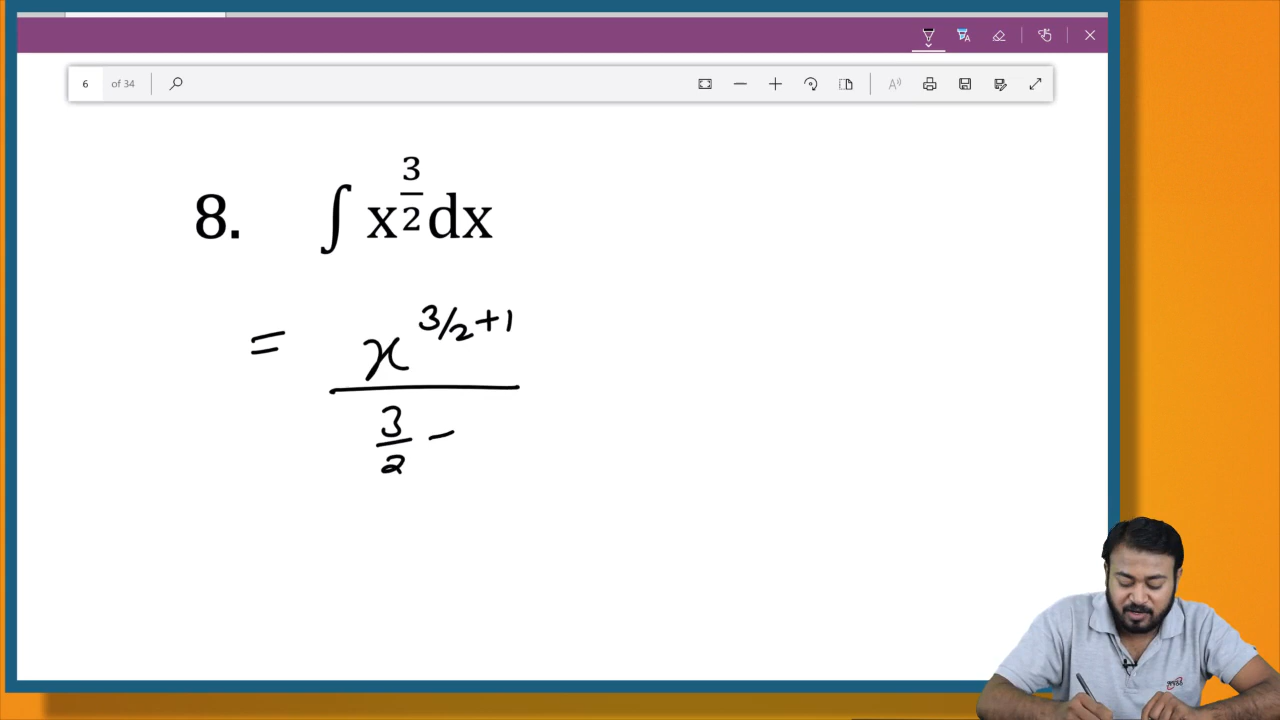 6 of 34
8. ∫ x^(3/2) dx
= x^(3/2+1)
3/2 -